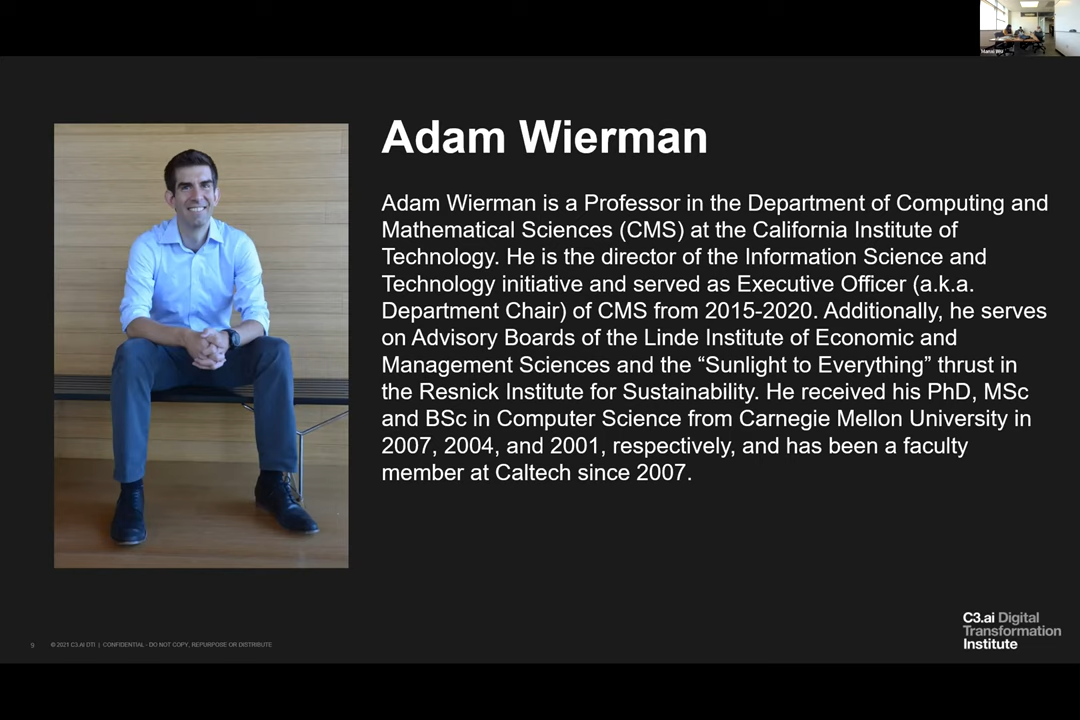 Adam Wierman
Adam Wierman is a Professor in the Department of Computing and
Mathematical Sciences (CMS) at the California Institute of
Technology. He is the director of the Information Science and
Technology initiative and served as Executive Officer (a.k.a.
Department Chair) of CMS from 2015-2020. Additionally, he serves
on Advisory Boards of the Linde Institute of Economic and
Management Sciences and the “Sunlight to Everything” thrust in
the Resnick Institute for Sustainability. He received his PhD, MSc
and BSc in Computer Science from Carnegie Mellon University in
2007, 2004, and 2001, respectively, and has been a faculty
member at Caltech since 2007.
9
© 2021 C3.AI DTI | CONFIDENTIAL - DO NOT COPY, REPURPOSE OR DISTRIBUTE
C3.ai Digital
Transformation
Institute